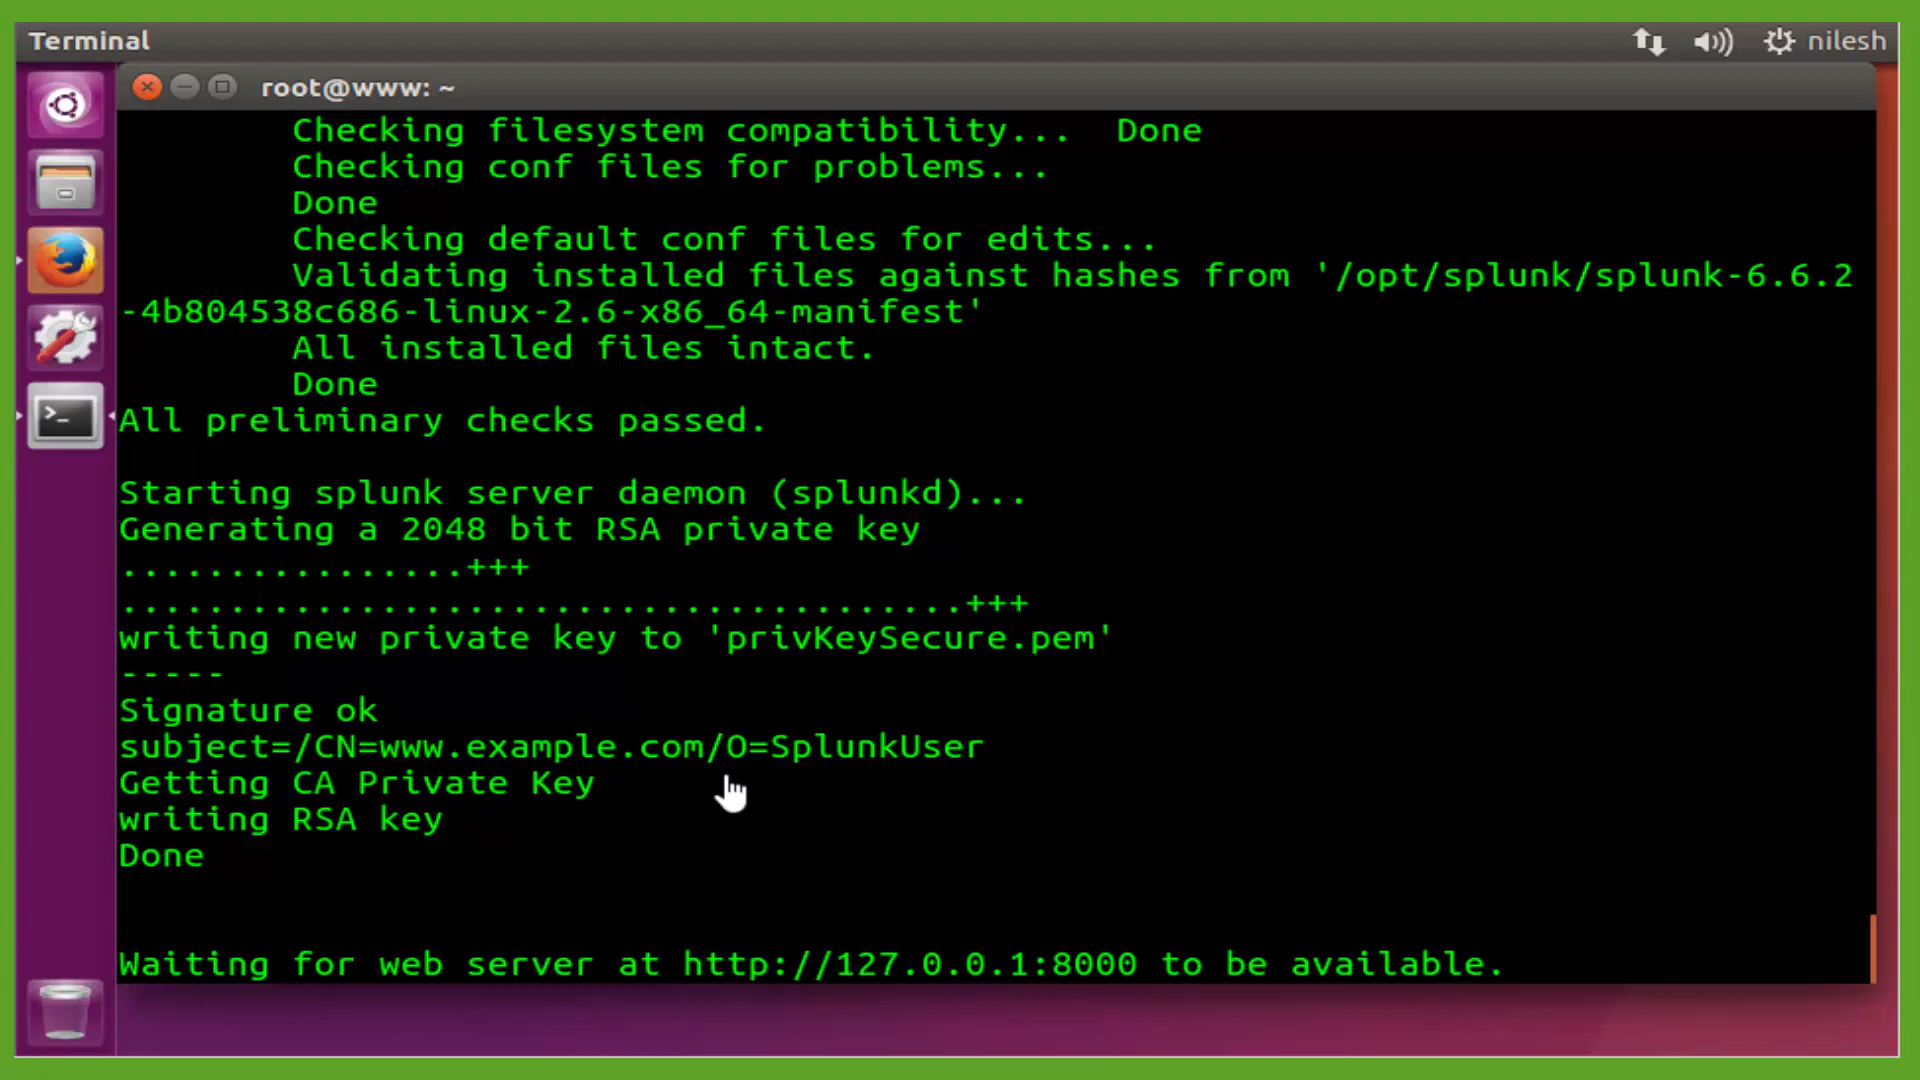 Terminal
nilesh
root@www: ~
Checking filesystem compatibility...  Done
Checking conf files for problems...
Done
Checking default conf files for edits...
Validating installed files against hashes from '/opt/splunk/splunk-6.6.2
-4b804538c686-linux-2.6-x86_64-manifest'
All installed files intact.
Done
All preliminary checks passed.
Starting splunk server daemon (splunkd)...
Generating a 2048 bit RSA private key
................+++
.......................................+++
writing new private key to 'privKeySecure.pem'
-----
Signature ok
subject=/CN=www.example.com/O=SplunkUser
Getting CA Private Key
writing RSA key
Done
Waiting for web server at http://127.0.0.1:8000 to be available.